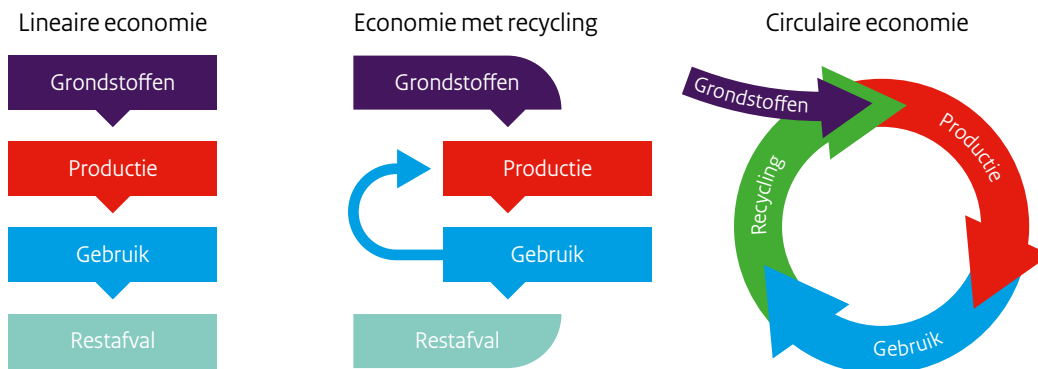 Lineaire economie
Grondstoffen
Productie
Gebruik
Restafval
Economie met recycling
Grondstoffen
Productie
Gebruik
Restafval
Circulaire economie
Grondstoffen
Productie
Gebruik
Recycling